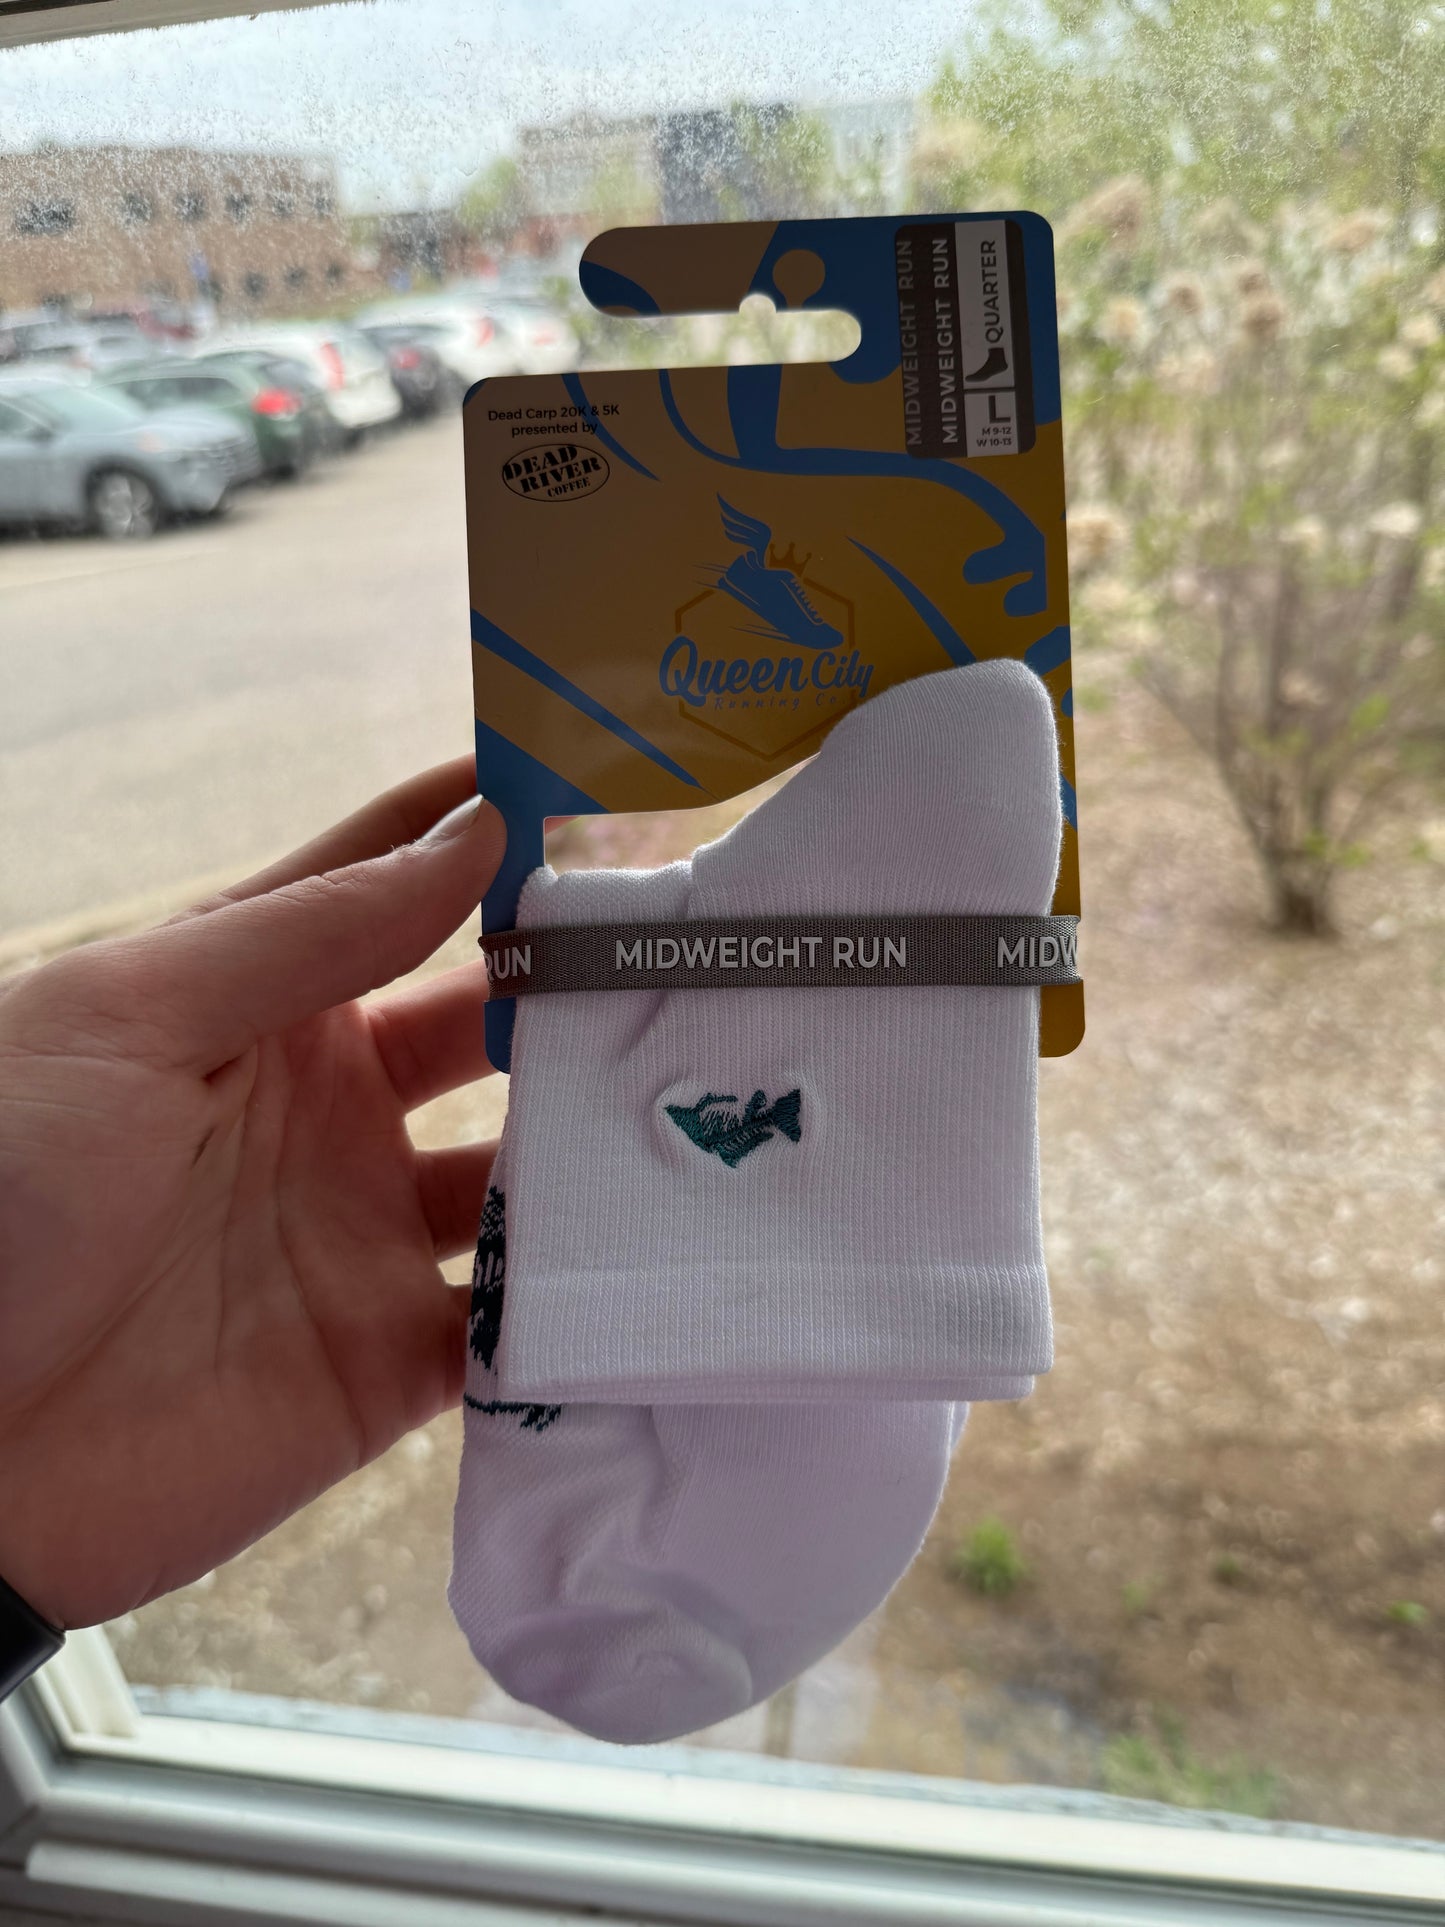 MIDWEIGHT RUN
MIDWEIGHT RUN
QUARTER
L
M 9-12
W 10-13
Dead Carp 20K & 5K
presented by
DEAD
RIVER
COFFEE
Queen City
Running Co.
RUN MIDWEIGHT RUN MIDW